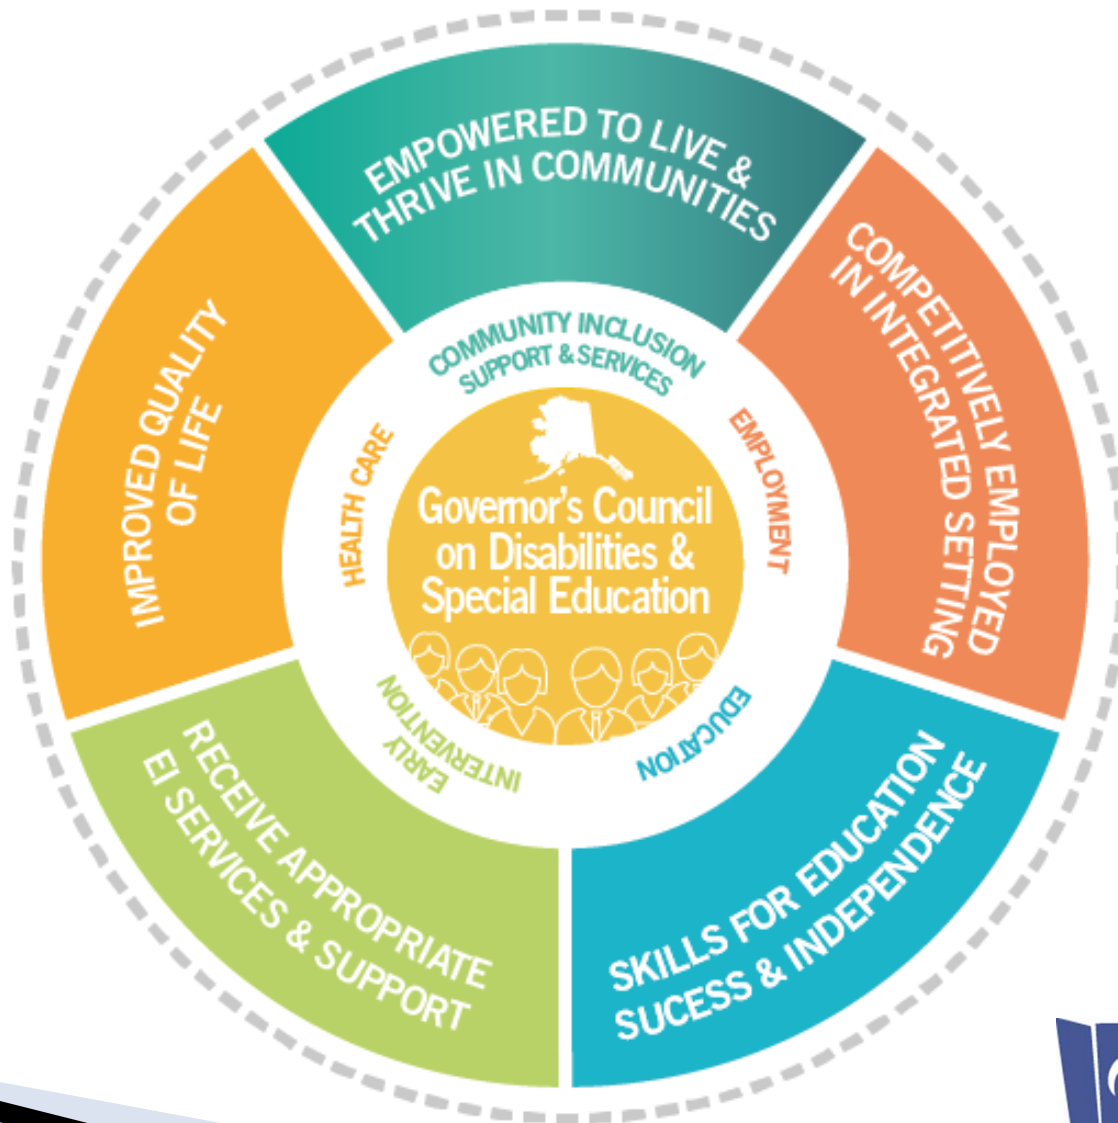 EMPOWERED TO LIVE &
THRIVE IN COMMUNITIES
COMPETITIVELY EMPLOYED
IN INTEGRATED SETTING
SKILLS FOR EDUCATION
SUCESS & INDEPENDENCE
RECEIVE APPROPRIATE
EI SERVICES & SUPPORT
IMPROVED QUALITY
OF LIFE
COMMUNITY INCLUSION
SUPPORT & SERVICES
EMPLOYMENT
EDUCATION
EARLY
INTERVENTION
HEALTH CARE
Governor's Council
on Disabilities &
Special Education